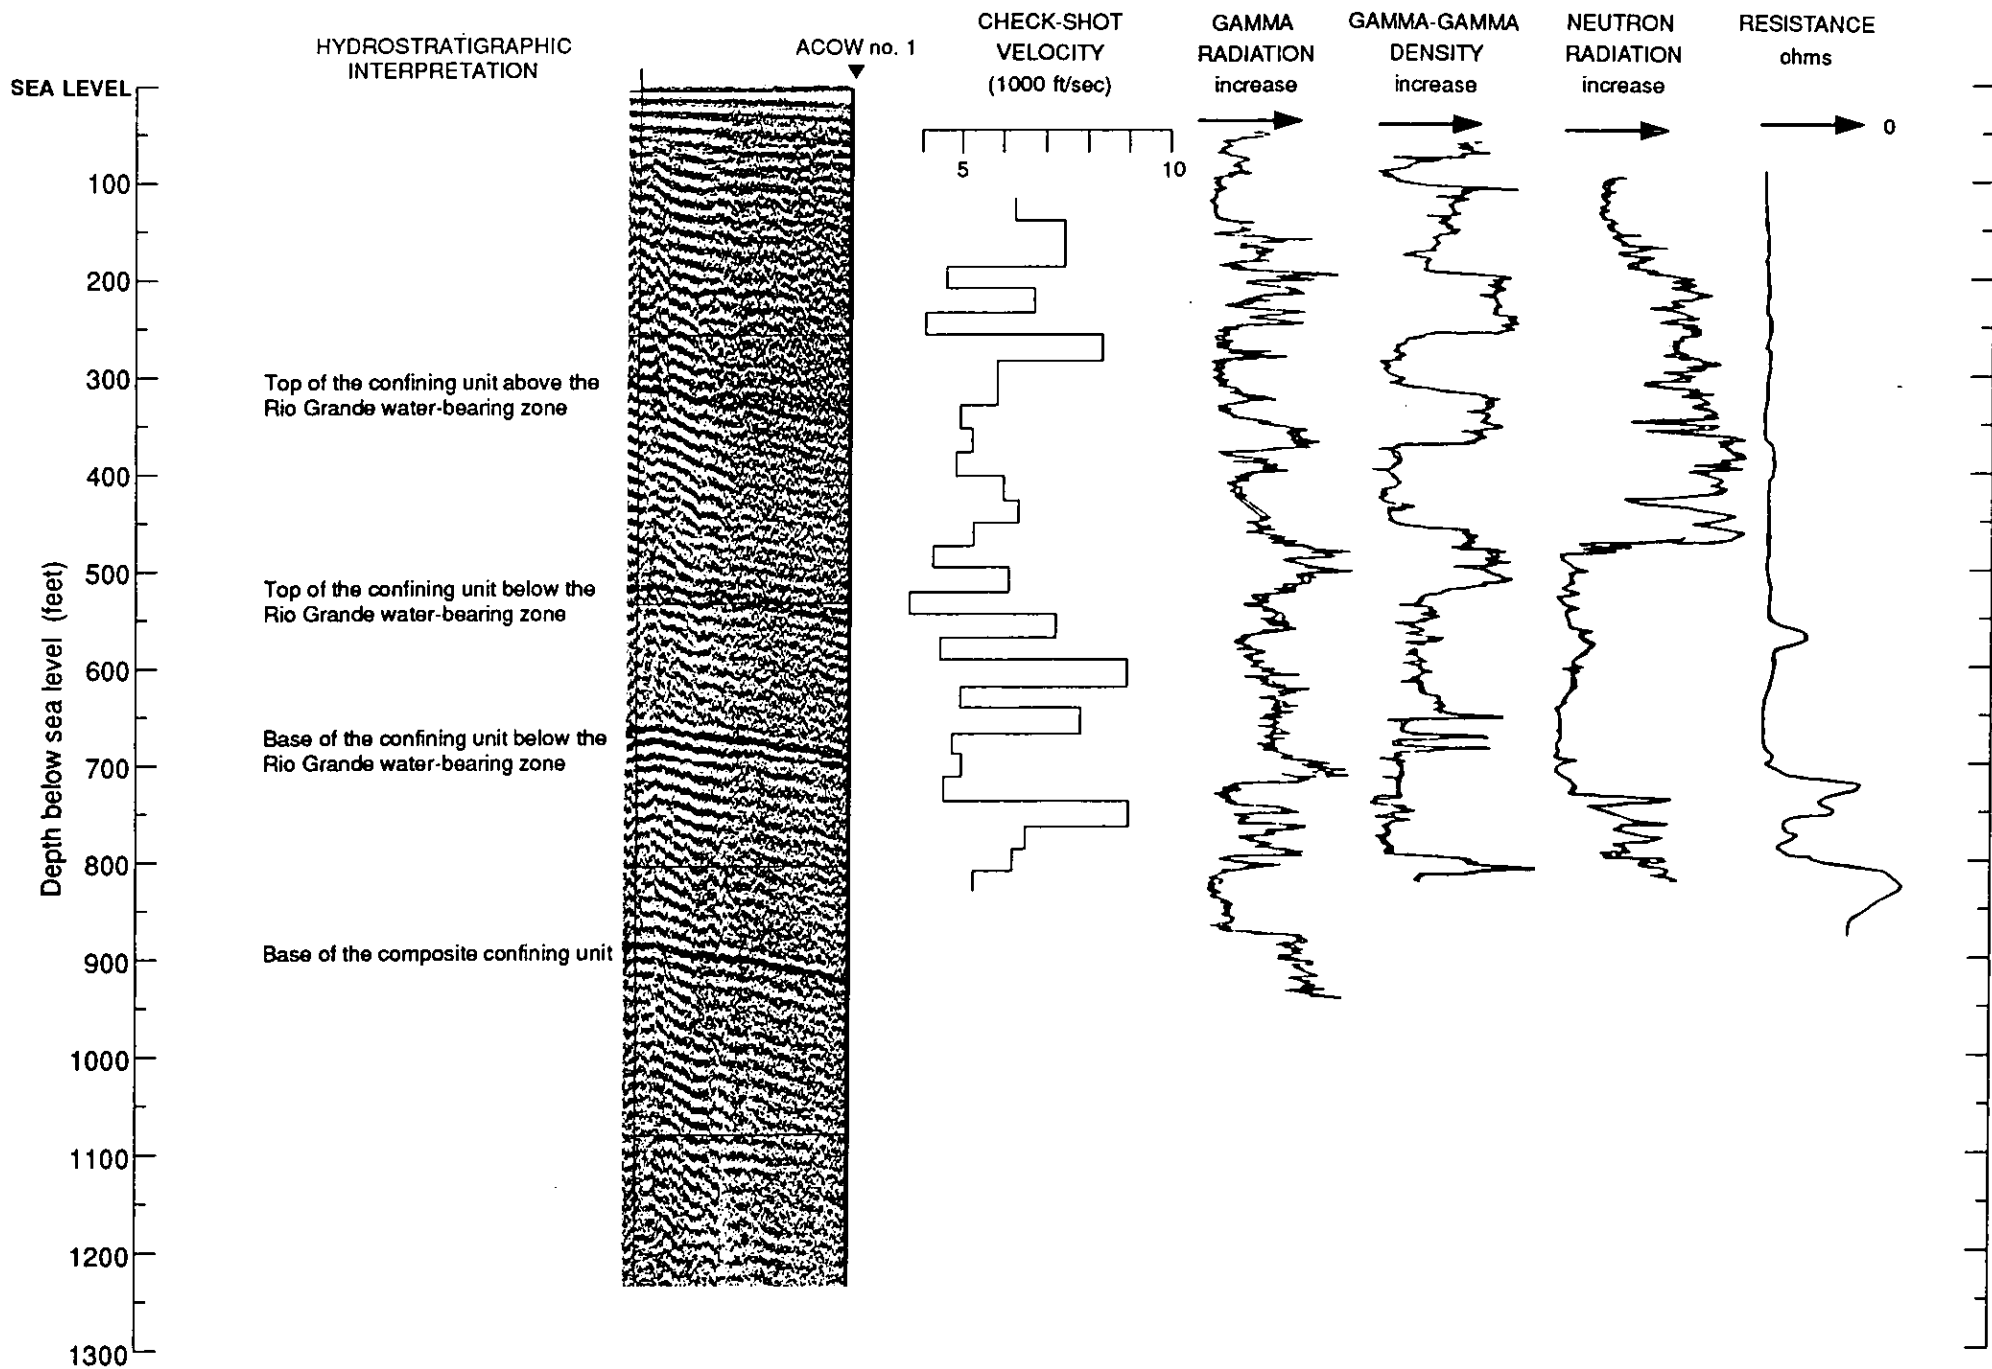 HYDROSTRATIGRAPHIC
INTERPRETATION
ACOW no. 1
CHECK-SHOT
VELOCITY
(1000 ft/sec)
GAMMA
RADIATION
increase
GAMMA-GAMMA
DENSITY
increase
NEUTRON
RADIATION
increase
RESISTANCE
ohms
0
5
10
SEA LEVEL
100
200
300
400
500
600
700
800
900
1000
1100
1200
1300
Depth below sea level (feet)
Top of the confining unit above the
Rio Grande water-bearing zone
Top of the confining unit below the
Rio Grande water-bearing zone
Base of the confining unit below the
Rio Grande water-bearing zone
Base of the composite confining unit